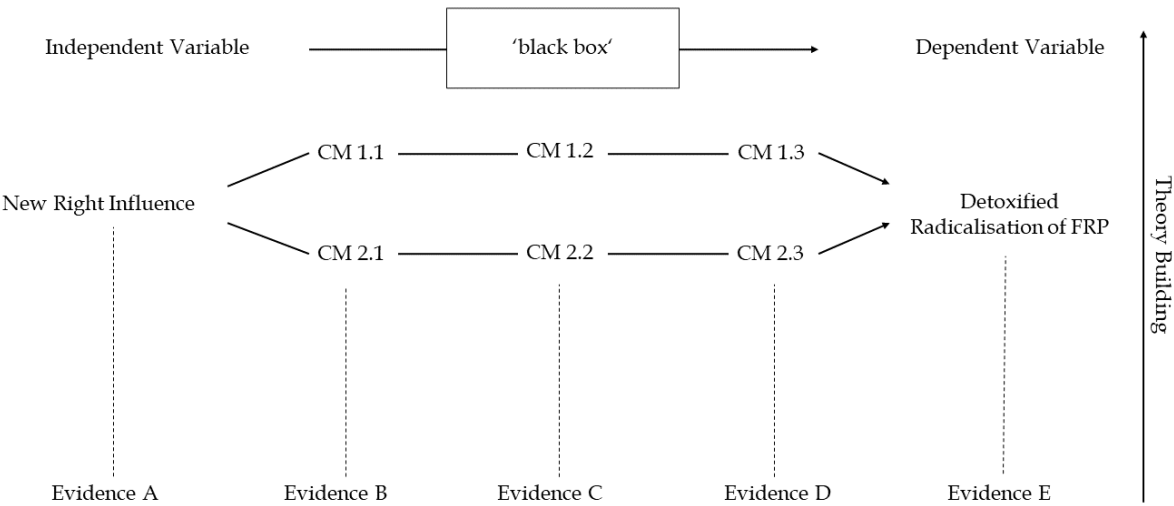 Independent Variable
‘black box‘
Dependent Variable
CM 1.1
CM 1.2
CM 1.3
New Right Influence
Detoxified
Radicalisation of FRP
CM 2.1
CM 2.2
CM 2.3
Theory Building
Evidence A
Evidence B
Evidence C
Evidence D
Evidence E